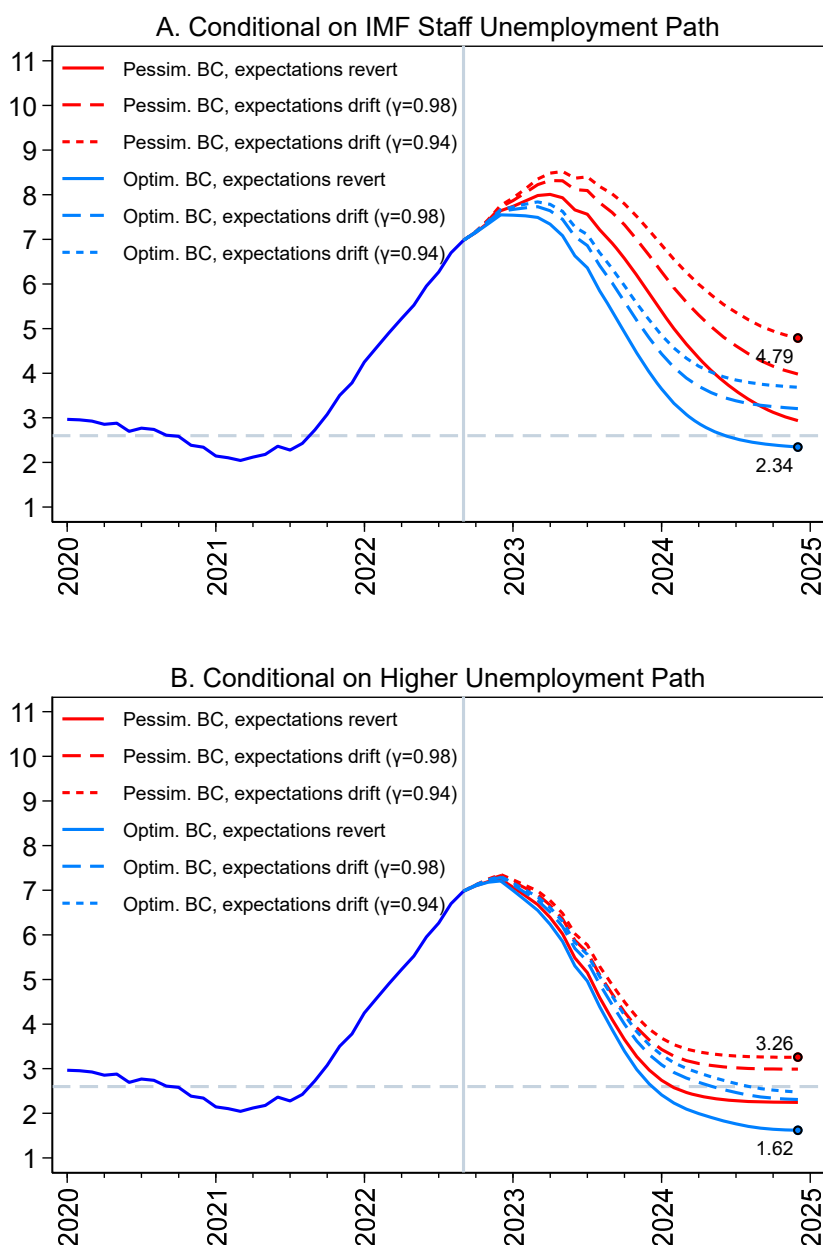 A. Conditional on IMF Staff Unemployment Path
11
10
9
8
7
6
5
4
3
2
1
Pessim. BC, expectations revert
Pessim. BC, expectations drift (γ=0.98)
Pessim. BC, expectations drift (γ=0.94)
Optim. BC, expectations revert
Optim. BC, expectations drift (γ=0.98)
Optim. BC, expectations drift (γ=0.94)
4.79
2.34
2020
2021
2022
2023
2024
2025
B. Conditional on Higher Unemployment Path
11
10
9
8
7
6
5
4
3
2
1
Pessim. BC, expectations revert
Pessim. BC, expectations drift (γ=0.98)
Pessim. BC, expectations drift (γ=0.94)
Optim. BC, expectations revert
Optim. BC, expectations drift (γ=0.98)
Optim. BC, expectations drift (γ=0.94)
3.26
1.62
2020
2021
2022
2023
2024
2025